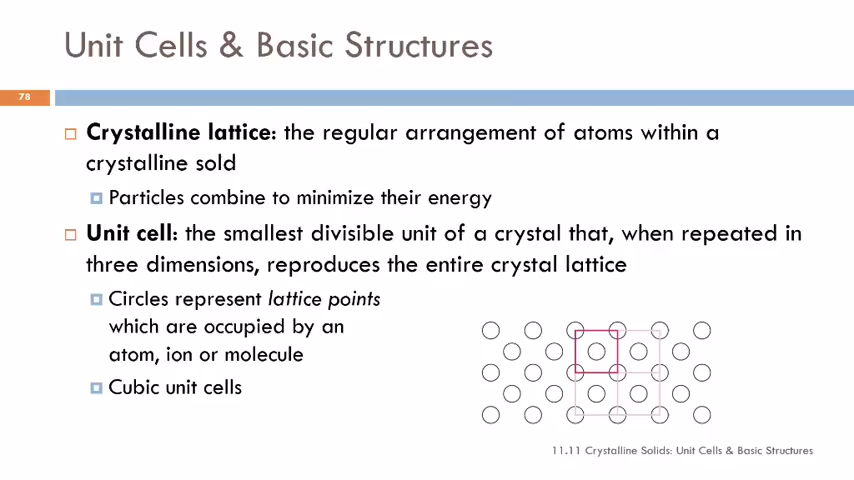 Unit Cells & Basic Structures
78
Crystalline lattice: the regular arrangement of atoms within a
crystalline sold
Particles combine to minimize their energy
Unit cell: the smallest divisible unit of a crystal that, when repeated in
three dimensions, reproduces the entire crystal lattice
Circles represent lattice points
which are occupied by an
atom, ion or molecule
Cubic unit cells
11.11 Crystalline Solids: Unit Cells & Basic Structures